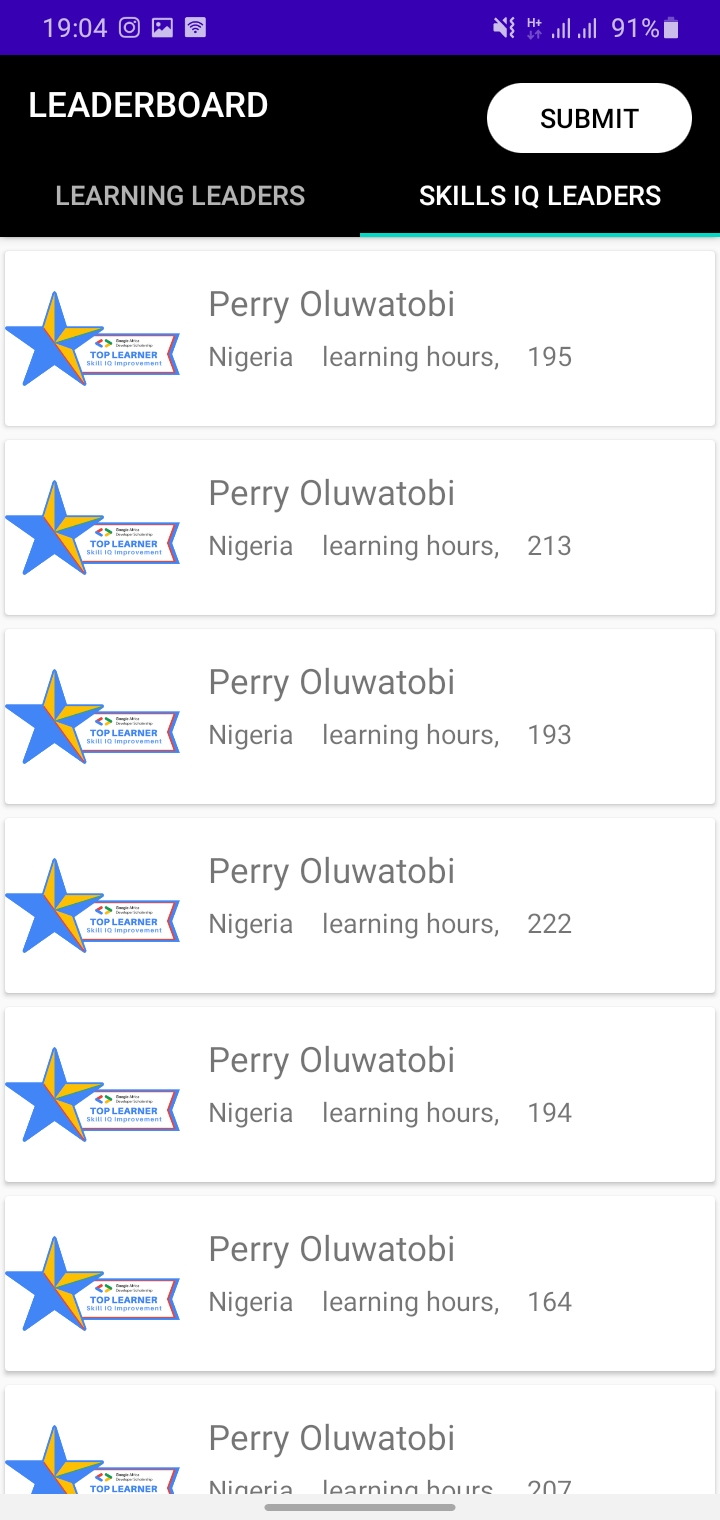 19:04 H+ 91%
LEADERBOARD
SUBMIT
LEARNING LEADERS SKILLS IQ LEADERS
Perry Oluwatobi
Google Africa
Developer Scholarship
TOP LEARNER
Skill IQ Improvement
Nigeria learning hours, 195
Perry Oluwatobi
Google Africa
Developer Scholarship
TOP LEARNER
Skill IQ Improvement
Nigeria learning hours, 213
Perry Oluwatobi
Google Africa
Developer Scholarship
TOP LEARNER
Skill IQ Improvement
Nigeria learning hours, 193
Perry Oluwatobi
Google Africa
Developer Scholarship
TOP LEARNER
Skill IQ Improvement
Nigeria learning hours, 222
Perry Oluwatobi
Google Africa
Developer Scholarship
TOP LEARNER
Skill IQ Improvement
Nigeria learning hours, 194
Perry Oluwatobi
Google Africa
Developer Scholarship
TOP LEARNER
Skill IQ Improvement
Nigeria learning hours, 164
Perry Oluwatobi
Google Africa
Developer Scholarship
TOP LEARNER
Nigeria learning hours, 207